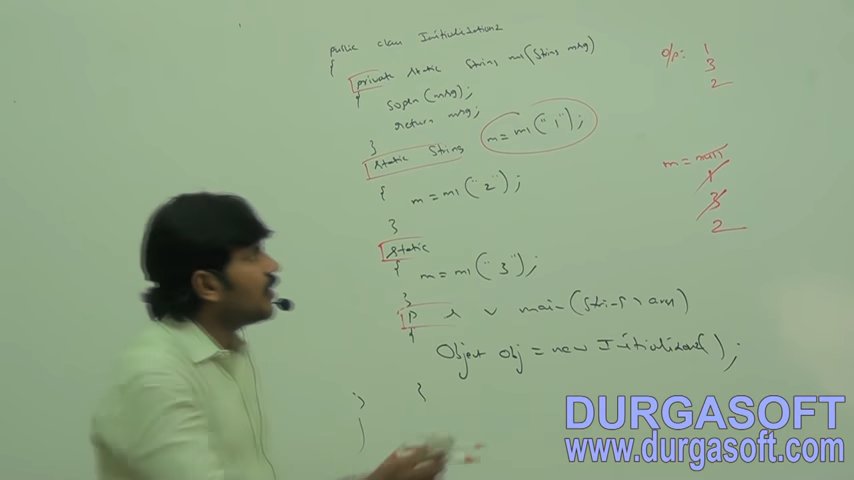 public class Initialization2
{
private static String m1(String msg)
{
sopln(msg);
return msg;
}
static String m = m1("1");
{
m = m1("2");
}
static
{
m = m1("3");
}
p s v main(String[] args)
{
Object obj = new
;
}
o/p: 1
3
2
m = null
1
3
2
DURGASOFT
www.durgasoft.com